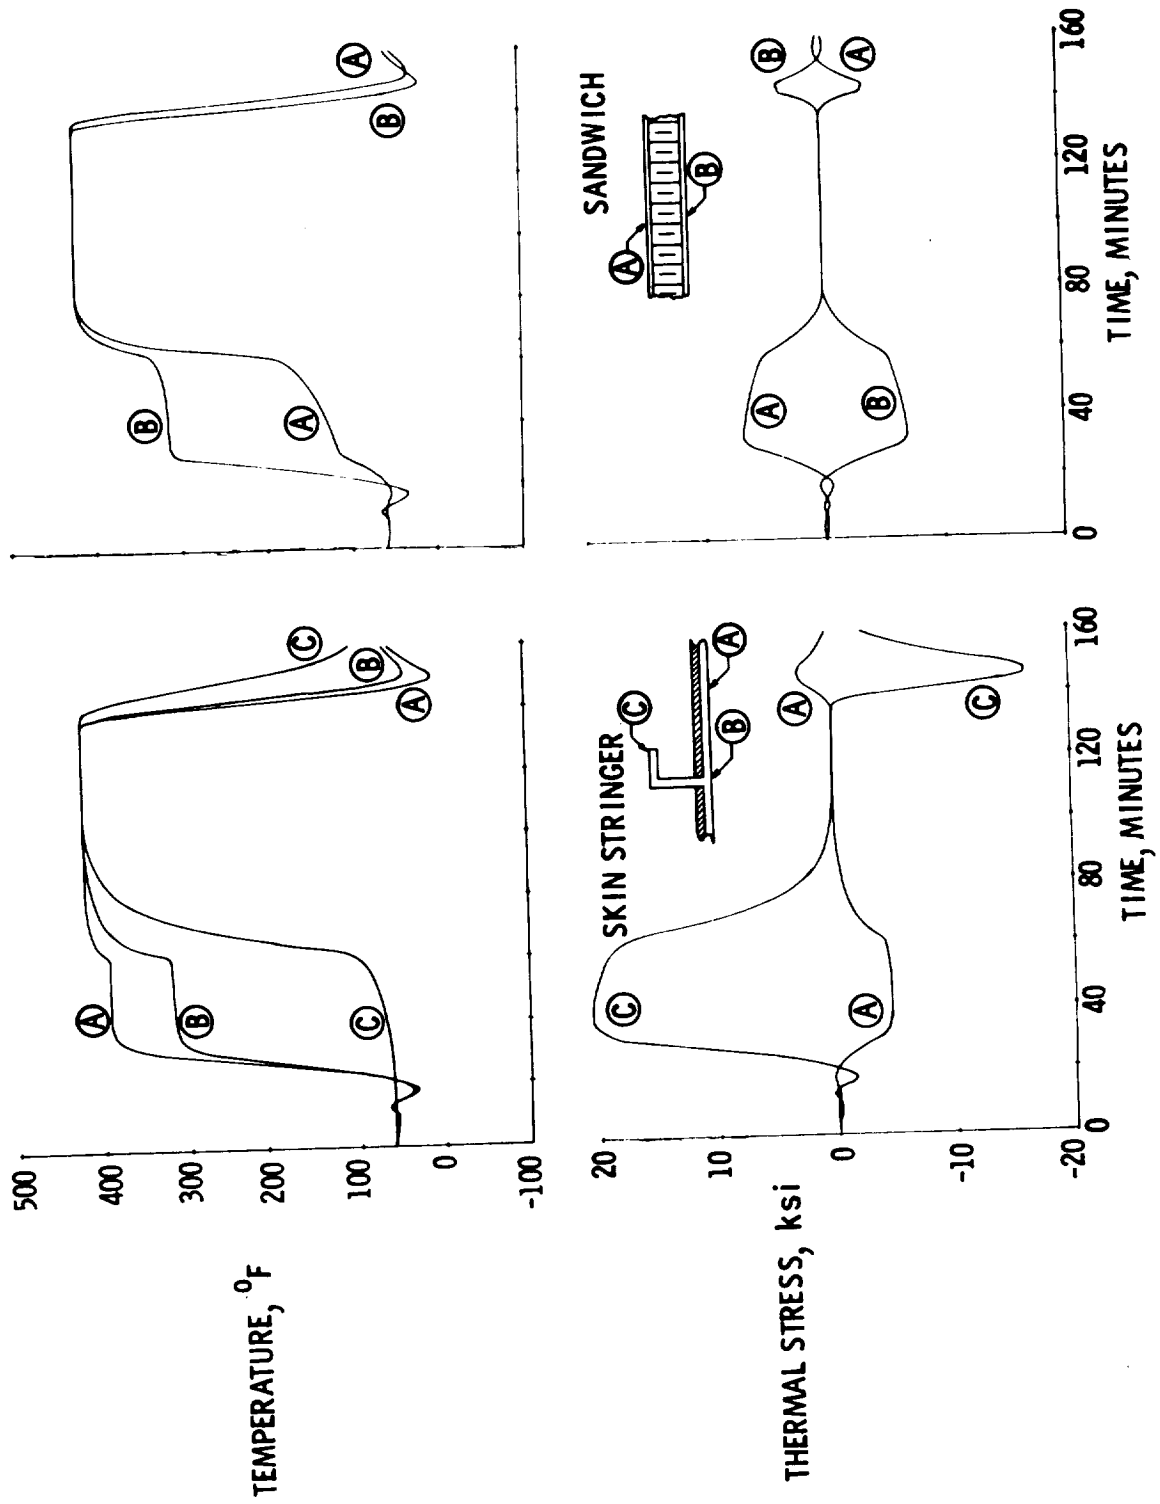 TEMPERATURE, °F
500
400
300
200
100
0
-100
A
B
C
C
B
A
B
A
A
B
THERMAL STRESS, ksi
20
10
0
-10
-20
SKIN STRINGER
C
B
A
C
A
A
C
0
40
80
120
160
TIME, MINUTES
SANDWICH
A
B
A
B
B
A
0
40
80
120
160
TIME, MINUTES